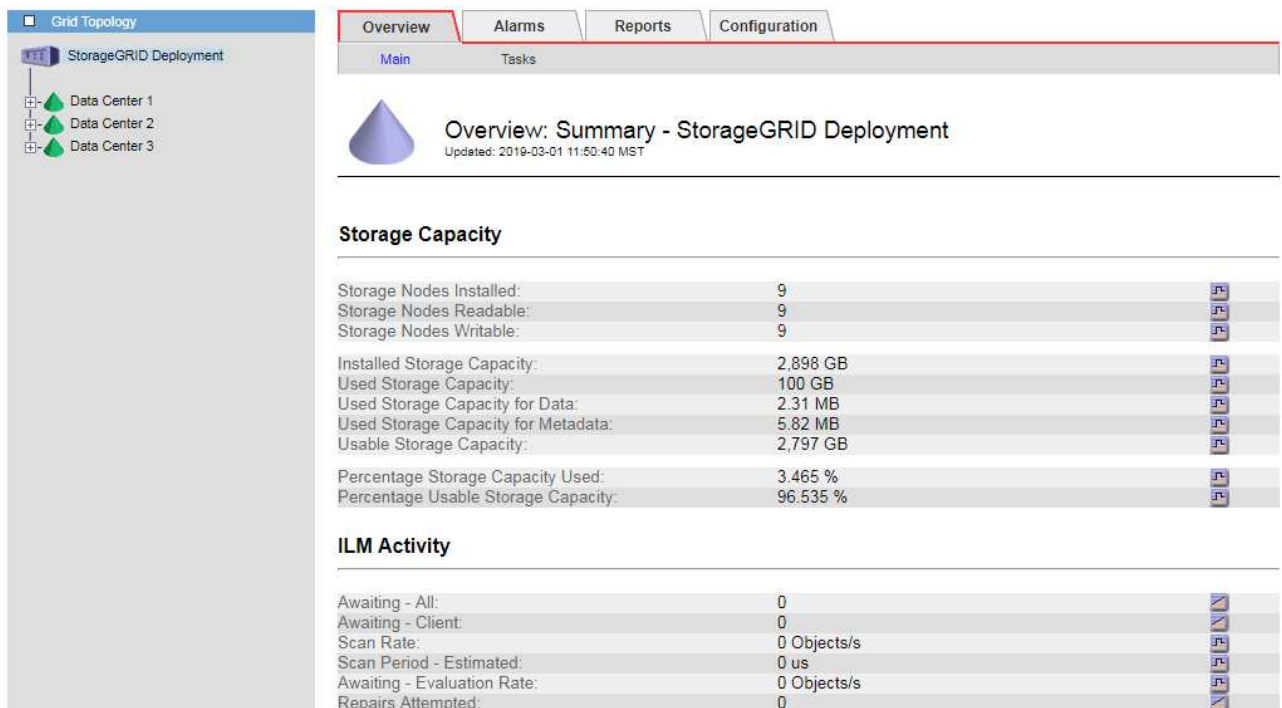 Grid Topology
StorageGRID Deployment
Data Center 1
Data Center 2
Data Center 3
Overview Alarms Reports Configuration
Main Tasks
Overview: Summary - StorageGRID Deployment
Updated: 2019-03-01 11:50:40 MST
Storage Capacity
Storage Nodes Installed: 9
Storage Nodes Readable: 9
Storage Nodes Writable: 9
Installed Storage Capacity: 2,898 GB
Used Storage Capacity: 100 GB
Used Storage Capacity for Data: 2.31 MB
Used Storage Capacity for Metadata: 5.82 MB
Usable Storage Capacity: 2,797 GB
Percentage Storage Capacity Used: 3.465 %
Percentage Usable Storage Capacity: 96.535 %
ILM Activity
Awaiting - All: 0
Awaiting - Client: 0
Scan Rate: 0 Objects/s
Scan Period - Estimated: 0 us
Awaiting - Evaluation Rate: 0 Objects/s
Repairs Attempted: 0